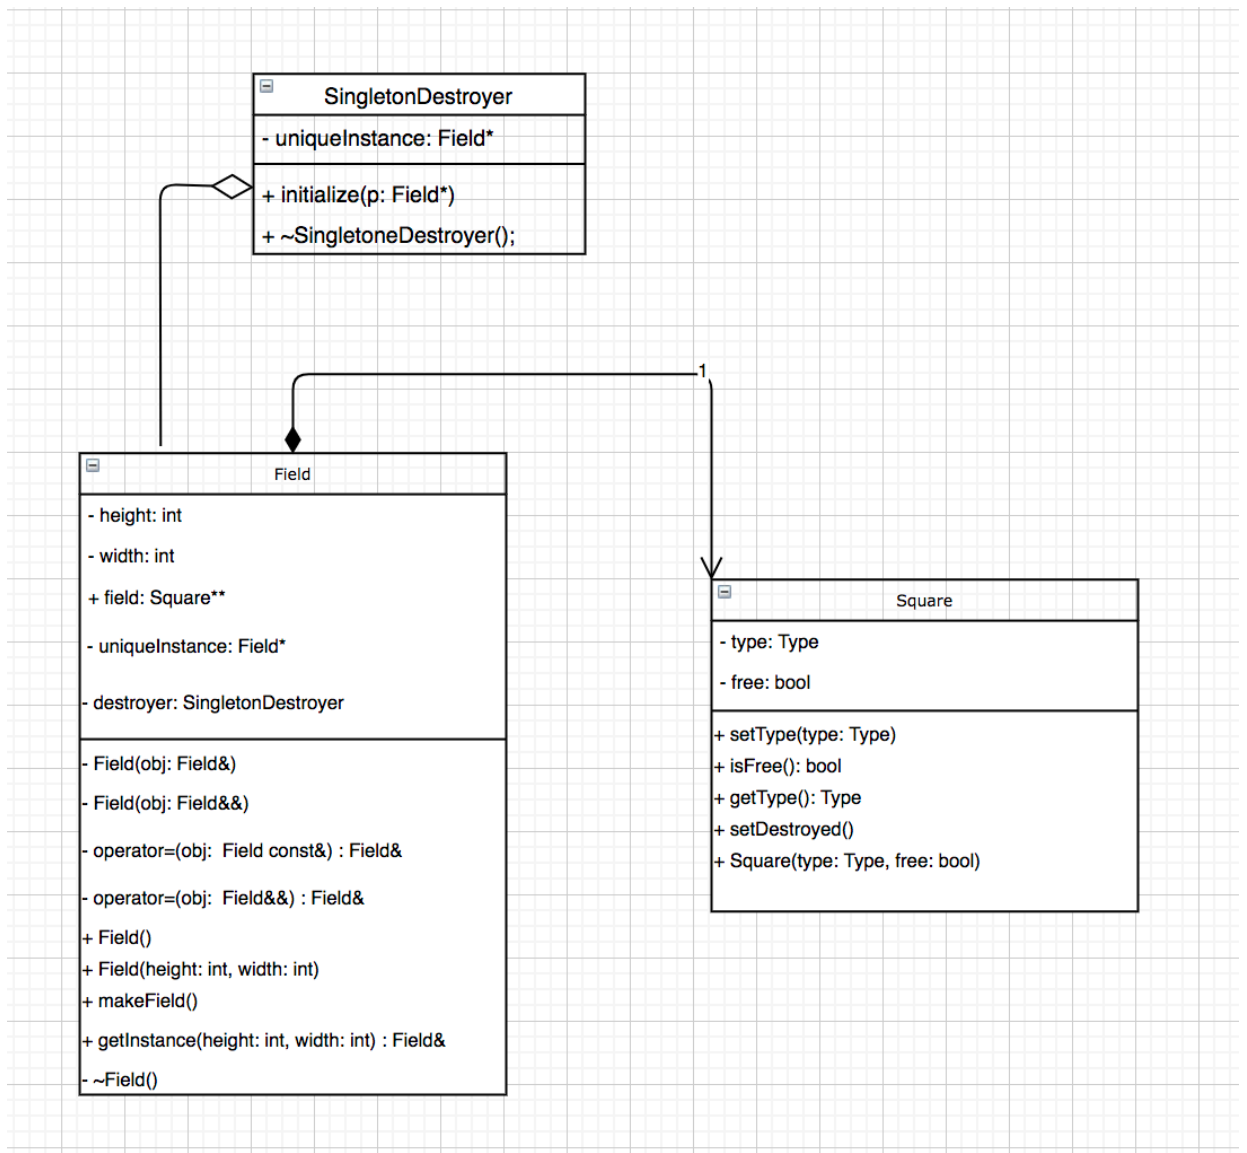 SingletonDestroyer
- uniqueInstance: Field*
+ initialize(p: Field*)
+ ~SingletoneDestroyer();
1
Field
- height: int
- width: int
+ field: Square**
- uniqueInstance: Field*
- destroyer: SingletonDestroyer
- Field(obj: Field&)
- Field(obj: Field&&)
- operator=(obj:  Field const&) : Field&
- operator=(obj:  Field&&) : Field&
+ Field()
+ Field(height: int, width: int)
+ makeField()
+ getInstance(height: int, width: int) : Field&
- ~Field()
Square
- type: Type
- free: bool
+ setType(type: Type)
+ isFree(): bool
+ getType(): Type
+ setDestroyed()
+ Square(type: Type, free: bool)